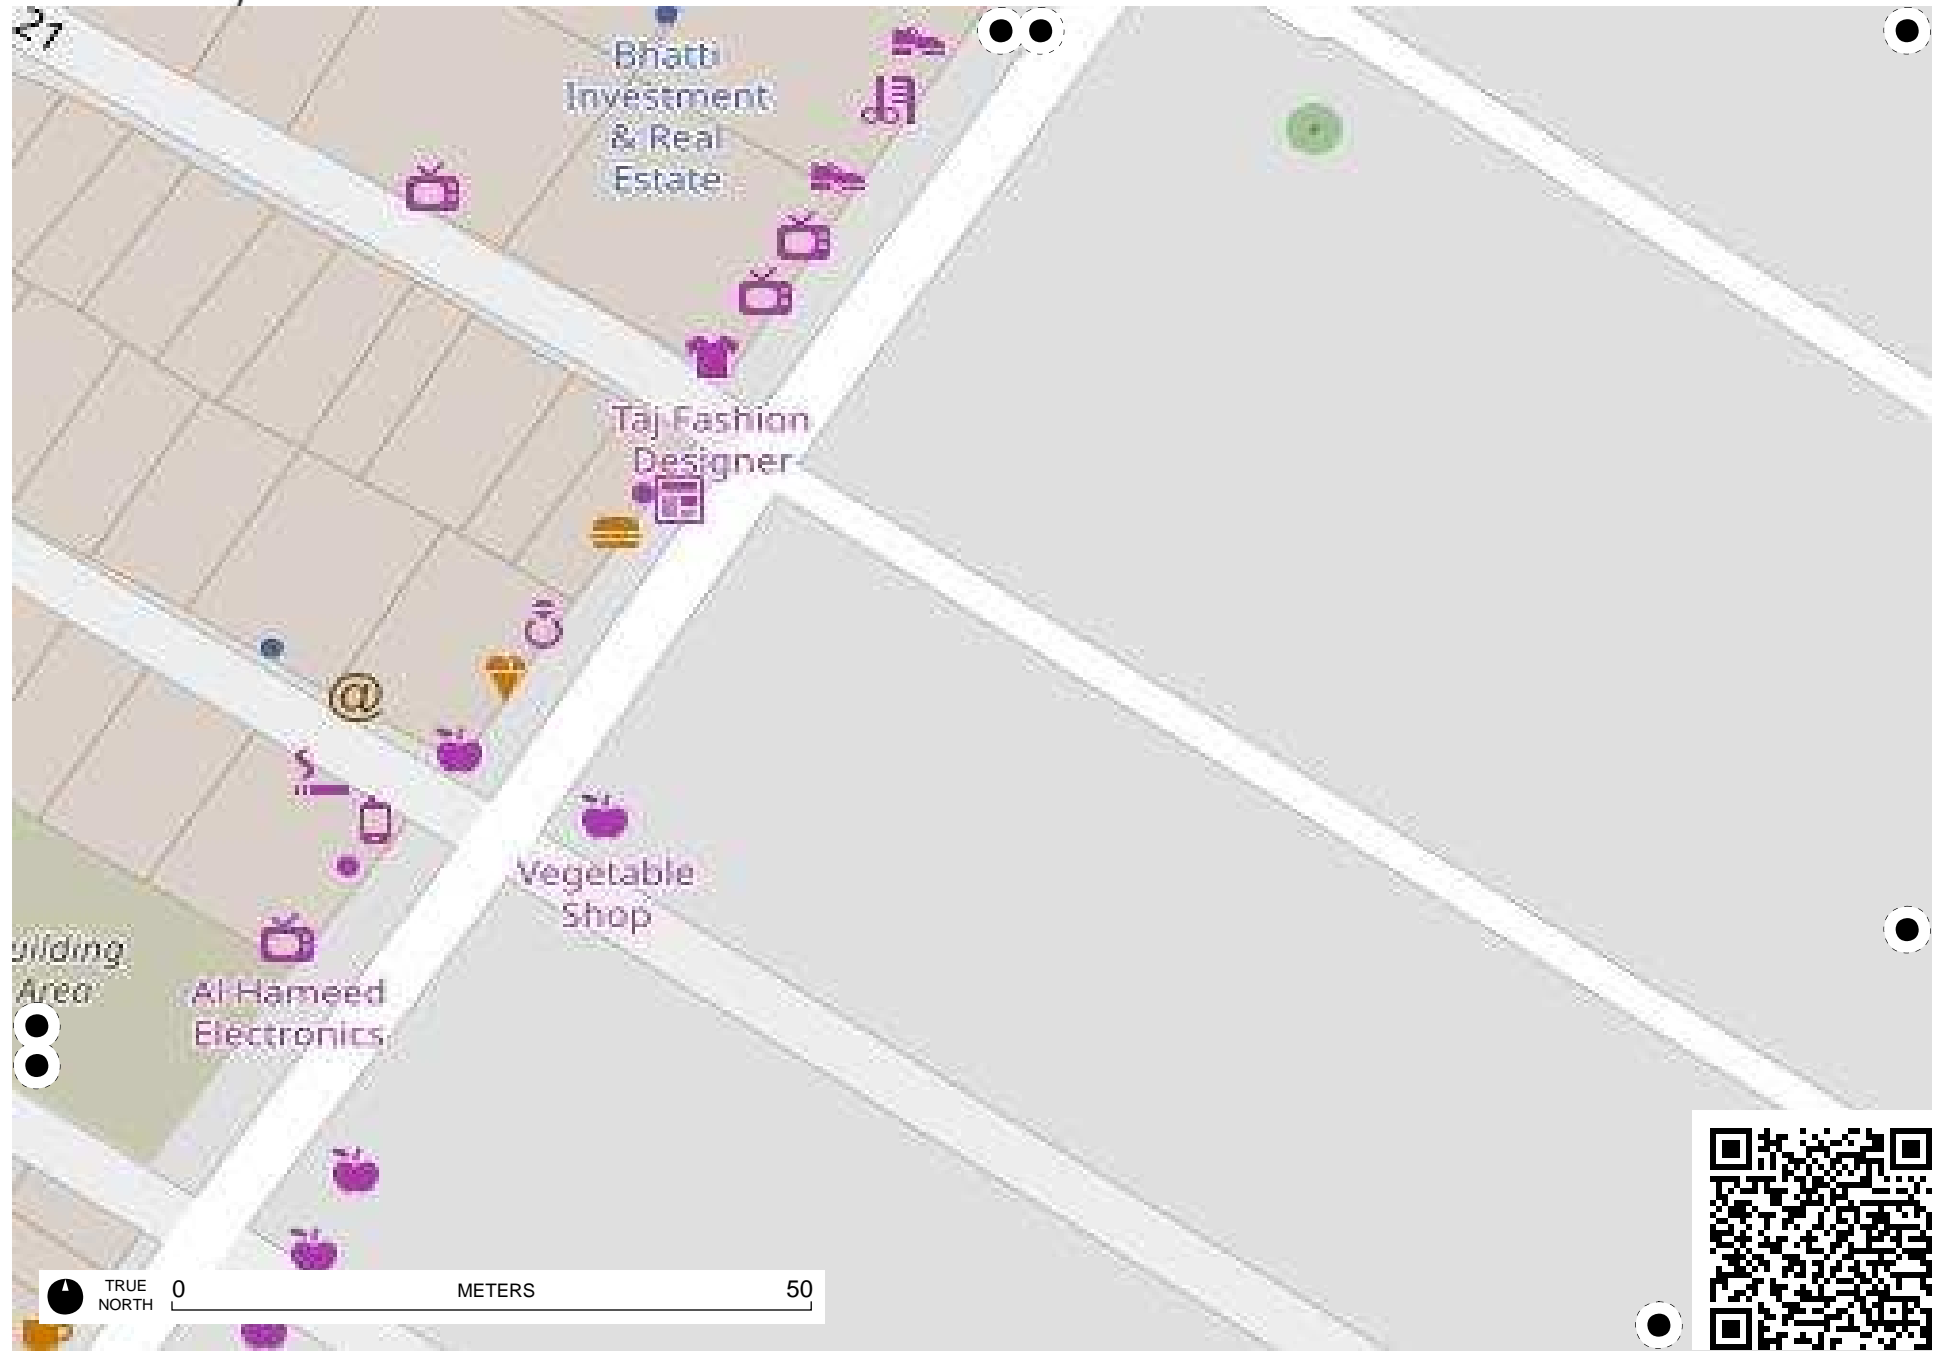 21
Bhatti
Investment
& Real
Estate
Taj Fashion
Designer
@
Vegetable
Shop
uilding
Area
Al Hameed
Electronics
TRUE
NORTH
0
METERS
50